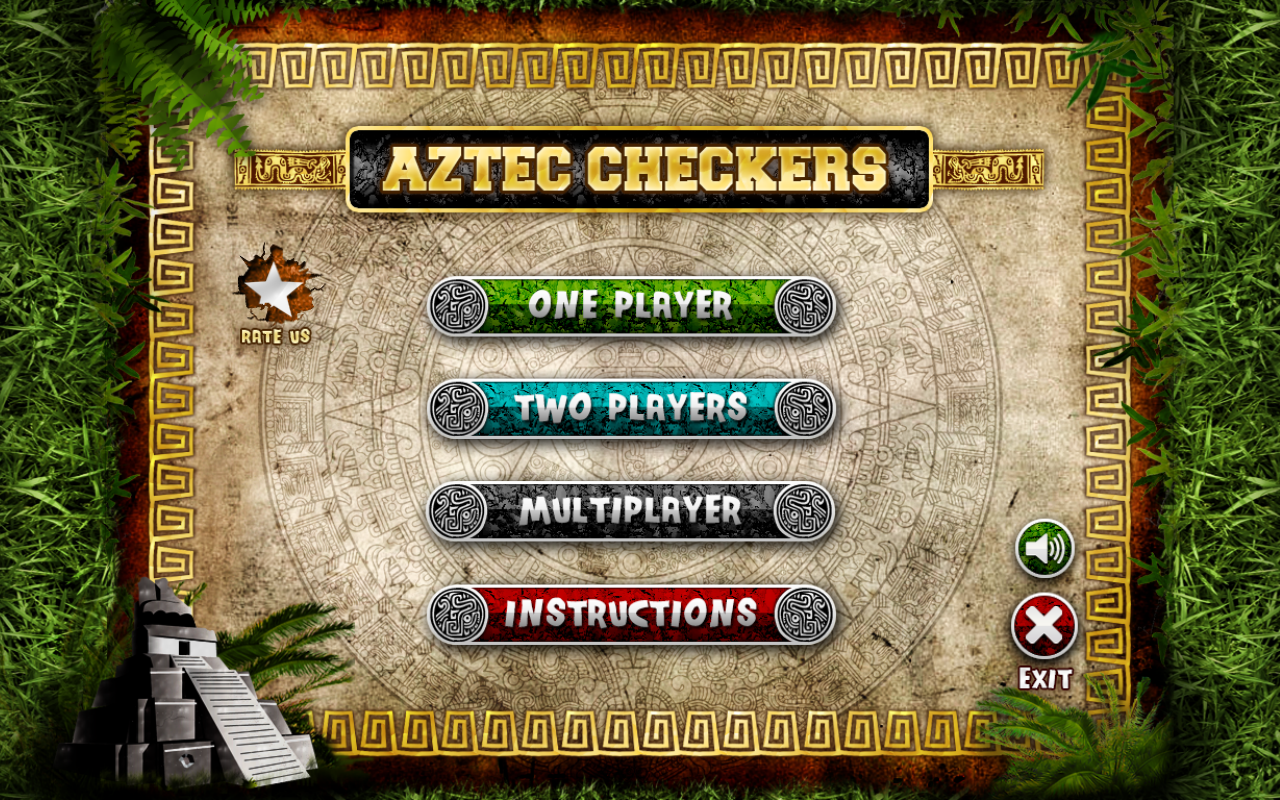 AZTEC CHECKERS
RATE US
ONE PLAYER
TWO PLAYERS
MULTIPLAYER
INSTRUCTIONS
EXIT